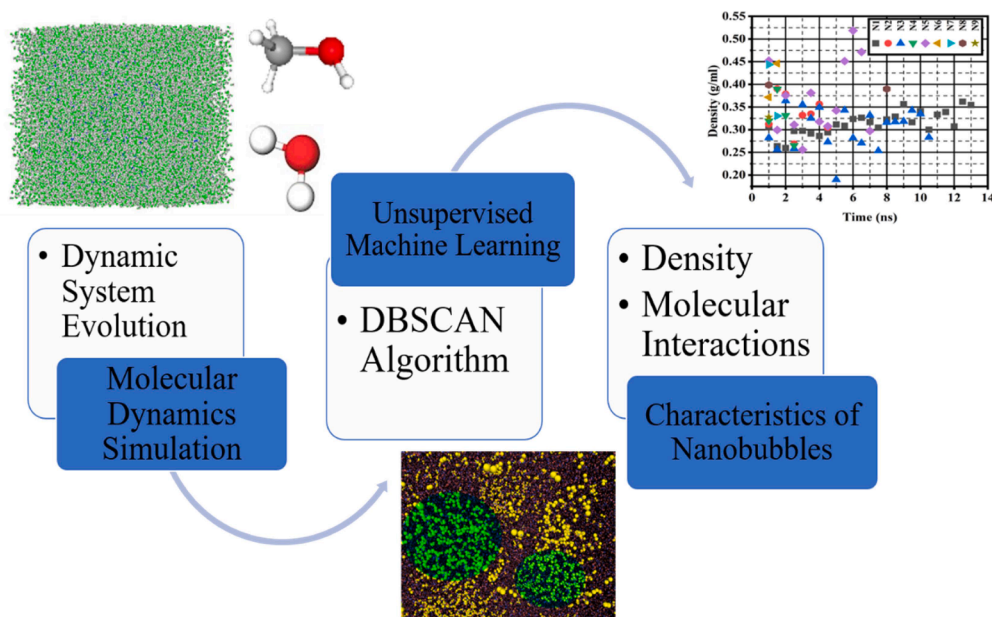 • Dynamic
System
Evolution
Molecular
Dynamics
Simulation
Unsupervised
Machine Learning
• DBSCAN
Algorithm
• Density
• Molecular
Interactions
Characteristics of
Nanobubbles
Density (g/ml)
0.55
0.50
0.45
0.40
0.35
0.30
0.25
0.20
N1 N2 N3 N4 N5 N6 N7 N8 N9
0 2 4 6 8 10 12 14
Time (ns)